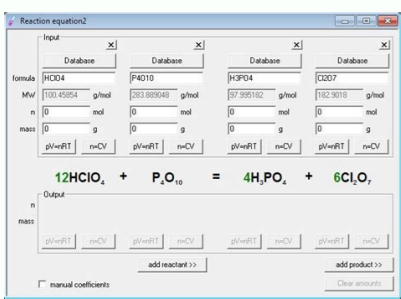 Reaction equation2
Input
x x x x
Database Database Database Database
formula HClO4 P4O10 H3PO4 Cl2O7
MW 100.45854 g/mol 283.889048 g/mol 97.995182 g/mol 182.9018 g/mol
n 0 mol 0 mol 0 mol 0 mol
mass 0 g 0 g 0 g 0 g
pV=nRT n=CV pV=nRT n=CV pV=nRT n=CV pV=nRT n=CV
12HClO₄ + P₄O₁₀ = 4H₃PO₄ + 6Cl₂O₇
Output
n
mass
pV=nRT n=CV pV=nRT n=CV pV=nRT n=CV pV=nRT n=CV
add reactant >> add product >>
manual coefficients Clear amounts